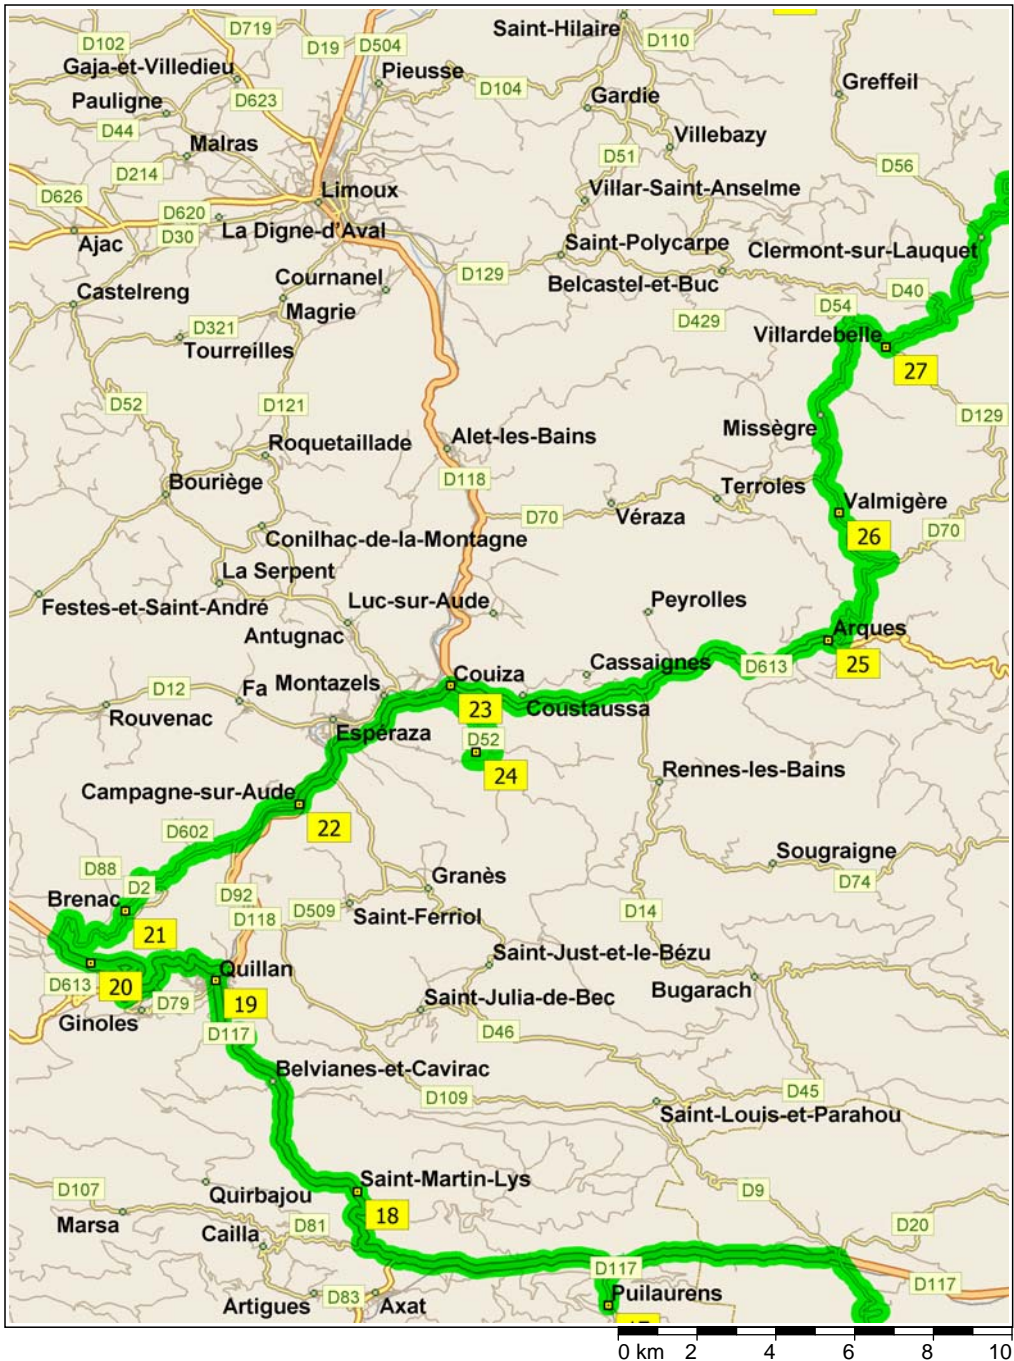 Saint-Hilaire
D719
D102
D19
D504
D110
Gaja-et-Villedieu
Pieusse
Greffeil
D104
Pauligne
D623
Gardie
D44
Villebazy
Malras
D51
D56
D214
Limoux
Villar-Saint-Anselme
D626
D620
La Digne-d'Aval
Ajac
D30
Saint-Polycarpe
Clermont-sur-Lauquet
Cournanel
D129
Belcastel-et-Buc
D40
Castelreng
Magrie
D54
D321
D429
Villardebelle
Tourreilles
27
D52
D121
D129
Missègre
Roquetaillade
Alet-les-Bains
Bouriège
D118
Terroles
Valmigère
D70
Véraza
26
D70
Conilhac-de-la-Montagne
La Serpent
Festes-et-Saint-André
Luc-sur-Aude
Peyrolles
Antugnac
Arques
Cassaignes
D613
25
Couiza
D12
Fa
Montazels
23
Coustaussa
Rouvenac
Espéraza
D52
24
Rennes-les-Bains
Campagne-sur-Aude
22
D602
Sougraigne
D88
D2
Granès
D74
Brenac
D92
D118
D509
Saint-Ferriol
D14
21
Saint-Just-et-le-Bézu
Quillan
Bugarach
D613
20
D79
19
Saint-Julia-de-Bec
Ginoles
D117
D46
Belvianes-et-Cavirac
D109
D45
Saint-Louis-et-Parahou
Saint-Martin-Lys
D107
Quirbajou
D9
Marsa
18
Cailla
D81
D20
D117
D117
Artigues
D83
Axat
Puilaurens
0 km 2 4 6 8 10